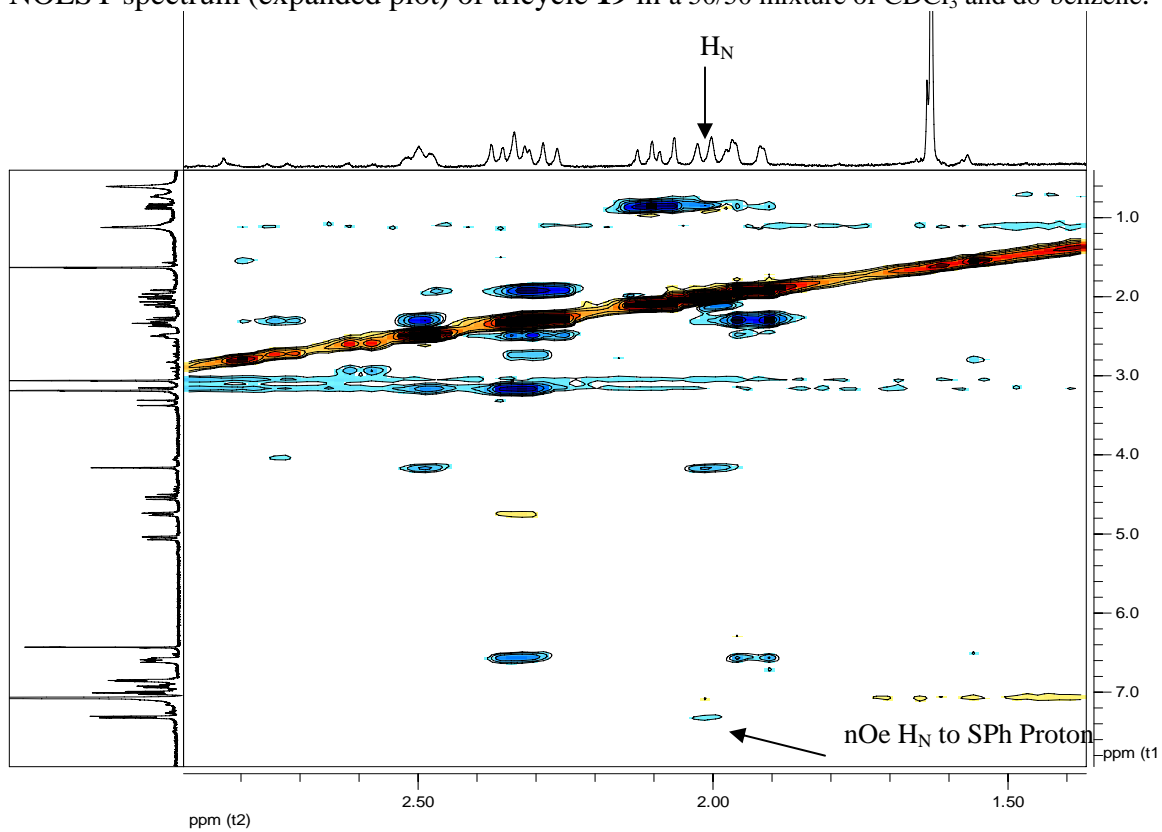 NOESY spectrum (expanded plot) of tricycle 19 in a 50/50 mixture of CDCl₃ and d6-benzene.
H_N
1.0
2.0
3.0
4.0
5.0
6.0
7.0
nOe H_N to SPh Proton
ppm (t1
2.50 2.00 1.50
ppm (t2)